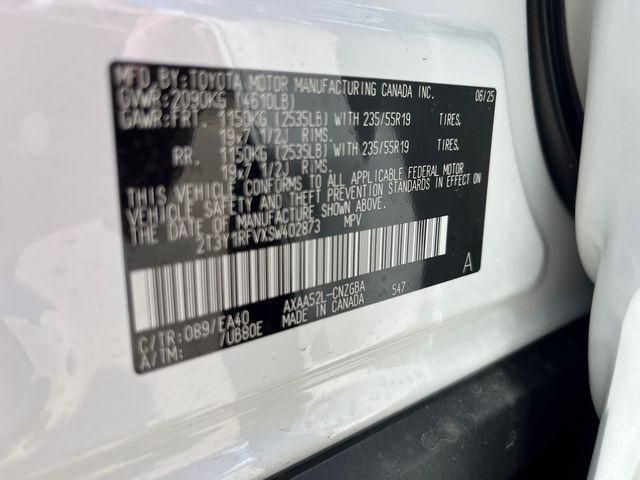 MFD.BY:TOYOTA MOTOR MANUFACTURING CANADA INC. 06/25
GVWR:2090KG (4610LB)
GAWR:FRT. 1150KG (2535LB) WITH 235/55R19 TIRES,
19x7 1/2J RIMS.
RR. 1150KG (2535LB) WITH 235/55R19 TIRES,
19x7 1/2J RIMS.
THIS VEHICLE CONFORMS TO ALL APPLICABLE FEDERAL MOTOR
VEHICLE SAFETY AND THEFT PREVENTION STANDARDS IN EFFECT ON
THE DATE OF MANUFACTURE SHOWN ABOVE.
2T3Y1RFVXSW402873 MPV
A
C/TR:089/EA40 AXAA52L-CNZGBA 547
A/TM: /UB80E MADE IN CANADA